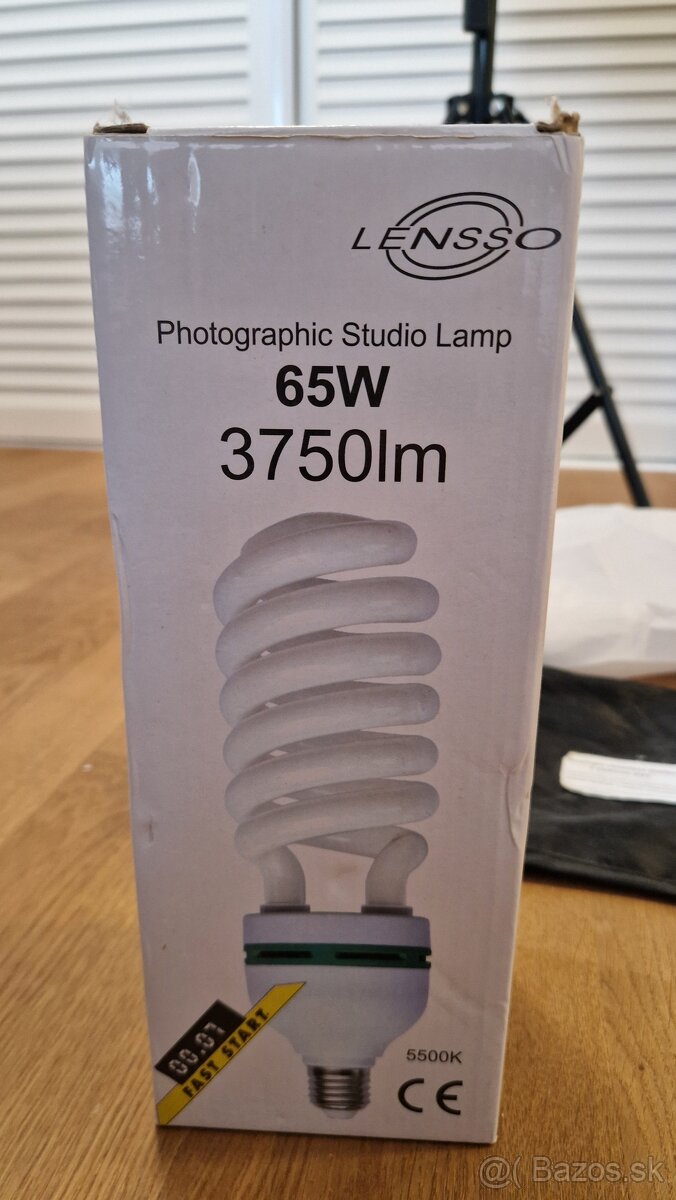 LENSSO
Photographic Studio Lamp
65W
3750lm
00.01
FAST START
5500K
CE
@( Bazos.sk